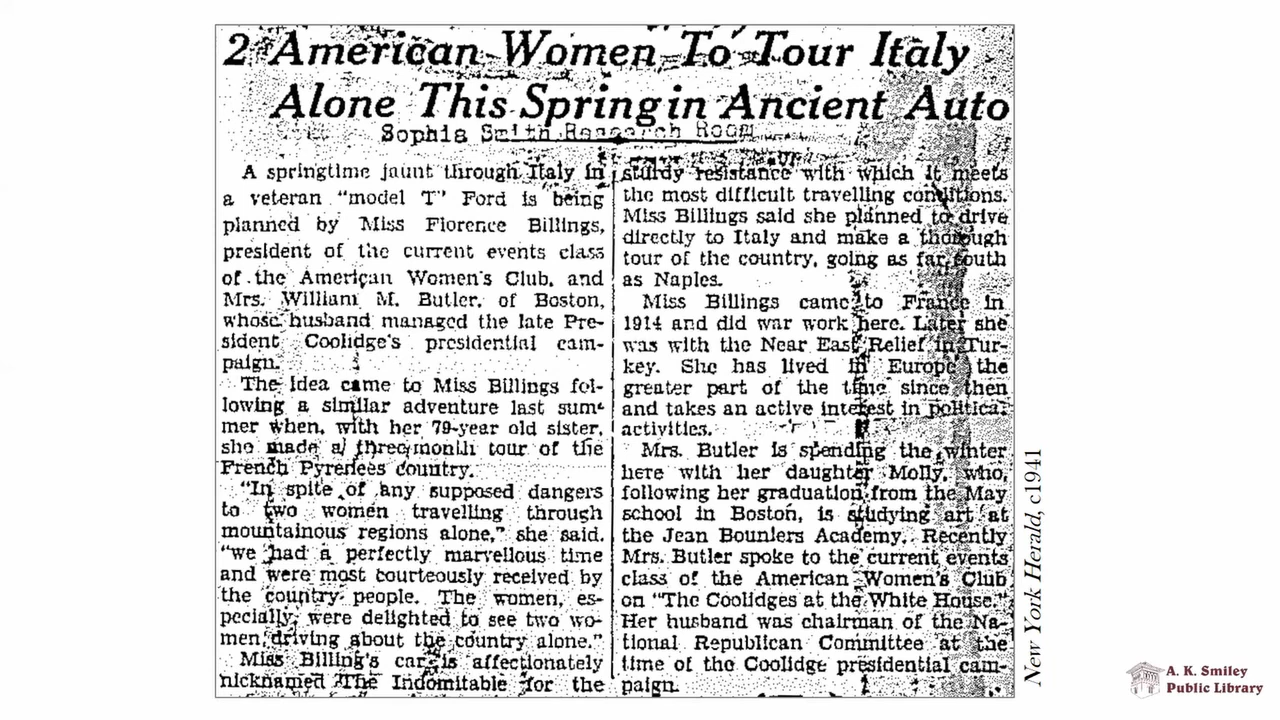 2 American Women To Tour Italy
Alone This Spring in Ancient Auto
Sophia Smith Research Room
A springtime jaunt through Italy in
a veteran "model T" Ford is being
planned by Miss Florence Billings,
president of the current events class
of the American Women's Club, and
Mrs. William M. Butler, of Boston,
whose husband managed the late Pre-
sident Coolidge's presidential cam-
paign.
The idea came to Miss Billings fol-
lowing a similar adventure last sum-
mer when, with her 79-year old sister,
she made a three month tour of the
French Pyrenees country.
"In spite of any supposed dangers
to two women travelling through
mountainous regions alone," she said,
"we had a perfectly marvellous time
and were most courteously received by
the country people. The women, es-
pecially, were delighted to see two wo-
men driving about the country alone."
Miss Billing's car is affectionately
nicknamed The Indomitable for the
sturdy resistance with which it meets
the most difficult travelling conditions.
Miss Billings said she planned to drive
directly to Italy and make a thorough
tour of the country, going as far south
as Naples.
Miss Billings came to France in
1914 and did war work here. Later she
was with the Near East Relief in Tur-
key. She has lived in Europe the
greater part of the time since then
and takes an active interest in political
activities.
Mrs. Butler is spending the winter
here with her daughter Molly, who,
following her graduation from the May
school in Boston, is studying art at
the Jean Bouniers Academy. Recently
Mrs. Butler spoke to the current events
class of the American Women's Club
on "The Coolidges at the White House."
Her husband was chairman of the Na-
tional Republican Committee at the
time of the Coolidge presidential cam-
paign.
New York Herald, c1941
A. K. Smiley
Public Library